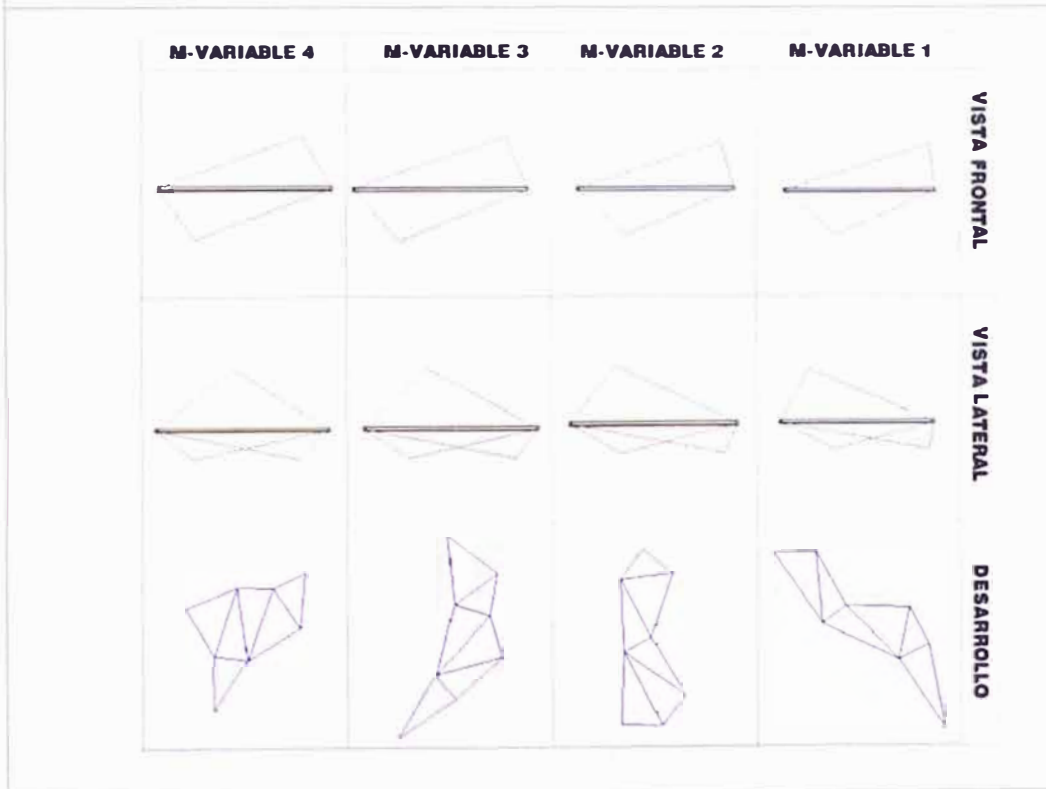 M-VARIABLE 4
M-VARIABLE 3
M-VARIABLE 2
M-VARIABLE 1
VISTA FRONTAL
VISTA LATERAL
DESARROLLO